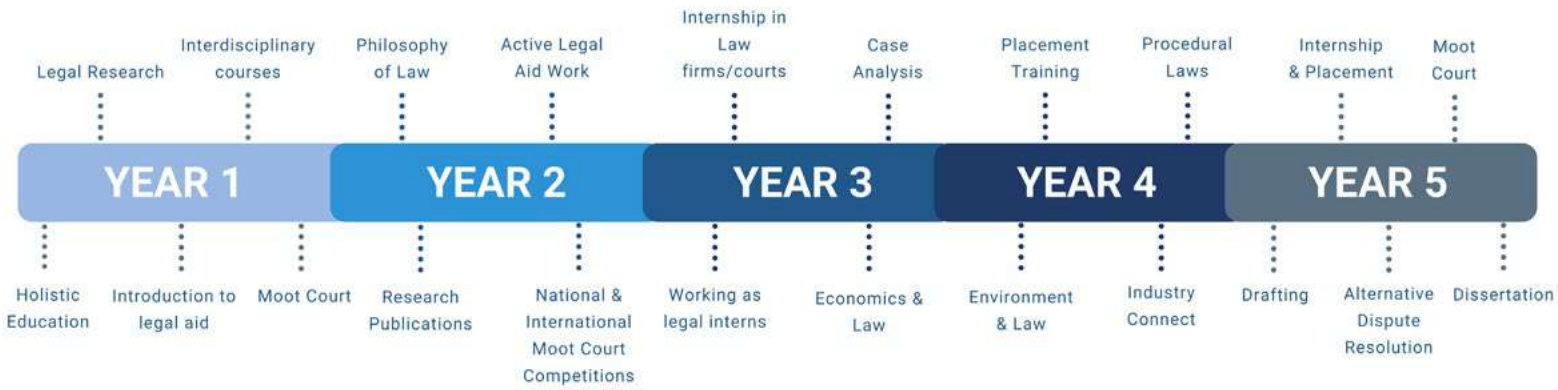 Legal Research
Interdisciplinary
courses
Philosophy
of Law
Active Legal
Aid Work
Internship in
Law
firms/courts
Case
Analysis
Placement
Training
Procedural
Laws
Internship
& Placement
Moot
Court
YEAR 1
YEAR 2
YEAR 3
YEAR 4
YEAR 5
Holistic
Education
Introduction to
legal aid
Moot Court
Research
Publications
National &
International
Moot Court
Competitions
Working as
legal interns
Economics &
Law
Environment
& Law
Industry
Connect
Drafting
Alternative
Dispute
Resolution
Dissertation